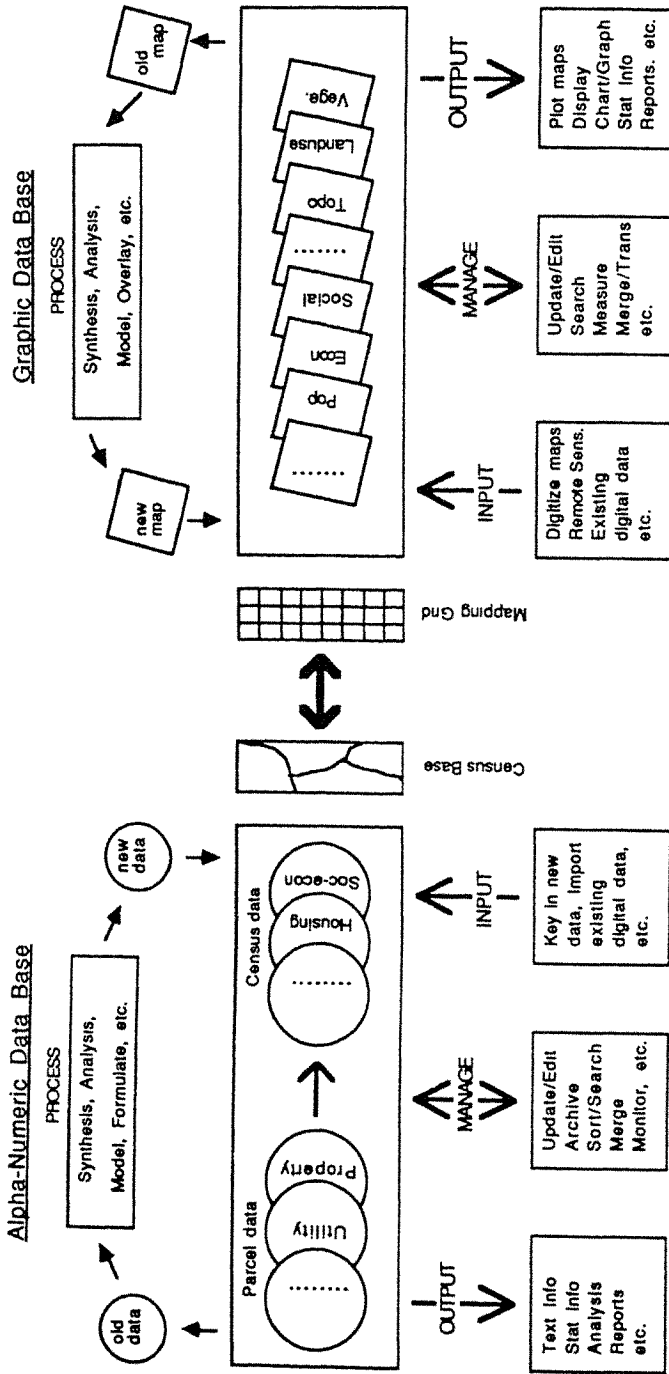 Alpha-Numeric Data Base
PROCESS
old data
Synthesis, Analysis,
Model, Formulate, etc.
new data
Parcel data
..........
Utility
Property
Census data
..........
Housing
Soc-econ
OUTPUT
MANAGE
INPUT
Text Info
Stat Info
Analysis
Reports
etc.
Update/Edit
Archive
Sort/Search
Merge
Monitor, etc.
Key in new
data, import
existing
digital data,
etc.
Census Base
Mapping Grid
Graphic Data Base
PROCESS
new map
Synthesis, Analysis,
Model, Overlay, etc.
old map
........
Pop
Econ
Social
........
Topo
Landuse
Vege.
INPUT
MANAGE
OUTPUT
Digitize maps
Remote Sens.
Existing
digital data
etc.
Update/Edit
Search
Measure
Merge/Trans
etc.
Plot maps
Display
Chart/Graph
Stat Info
Reports. etc.